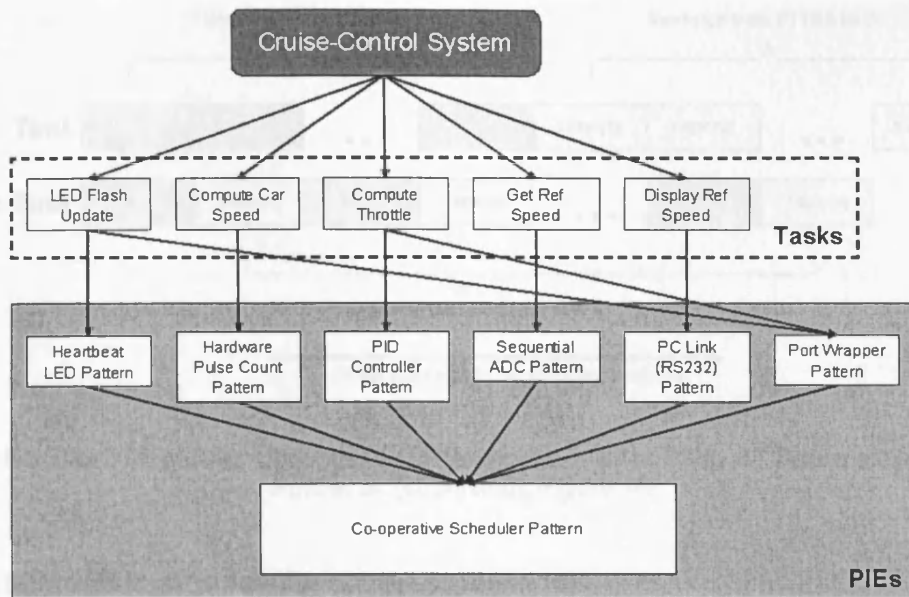 Cruise-Control System
LED Flash
Update
Compute Car
Speed
Compute
Throttle
Get Ref
Speed
Display Ref
Speed
Tasks
Heartbeat
LED Pattern
Hardware
Pulse Count
Pattern
PID
Controller
Pattern
Sequential
ADC Pattern
PC Link
(RS232)
Pattern
Port Wrapper
Pattern
Co-operative Scheduler Pattern
PIEs